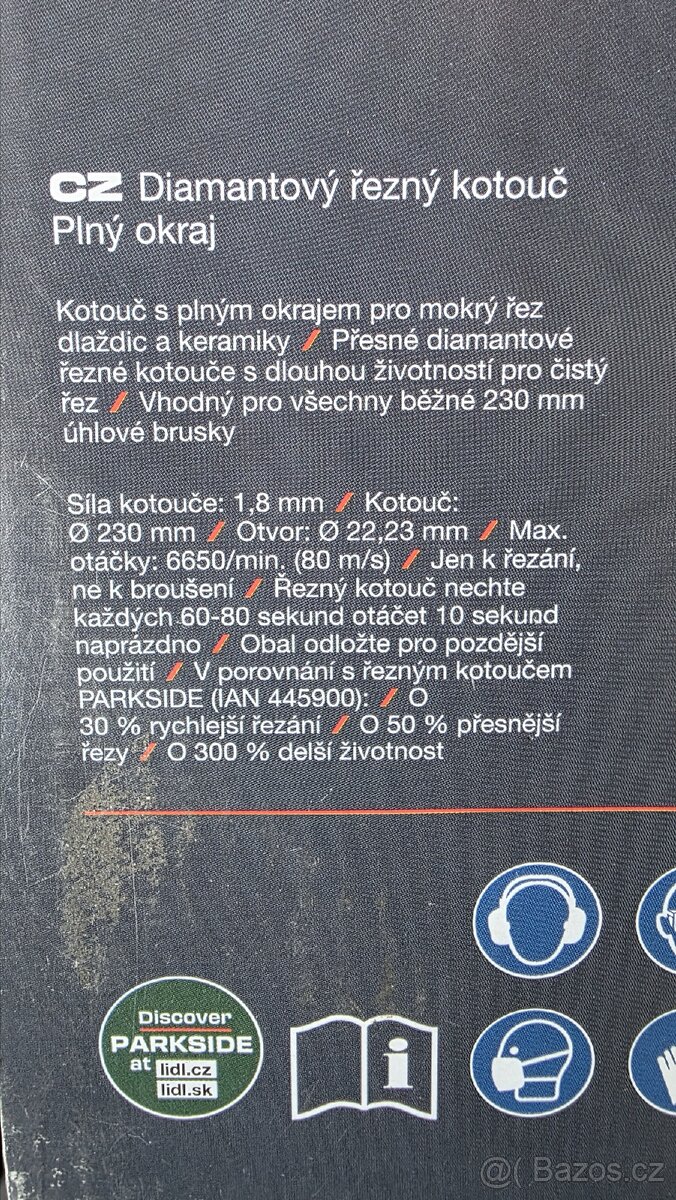 CZ Diamantový řezný kotouč
Plný okraj
Kotouč s plným okrajem pro mokrý řez
dlaždic a keramiky / Přesné diamantové
řezné kotouče s dlouhou životností pro čistý
řez / Vhodný pro všechny běžné 230 mm
úhlové brusky
Síla kotouče: 1,8 mm / Kotouč:
Ø 230 mm / Otvor: Ø 22,23 mm / Max.
otáčky: 6650/min. (80 m/s) / Jen k řezání,
ne k broušení / Řezný kotouč nechte
každých 60-80 sekund otáčet 10 sekund
naprázdno / Obal odložte pro pozdější
použití / V porovnání s řezným kotoučem
PARKSIDE (IAN 445900): / O
30 % rychlejší řezání / O 50 % přesnější
řezy / O 300 % delší životnost
Discover
PARKSIDE
at lidl.cz
lidl.sk
@( Bazos.cz